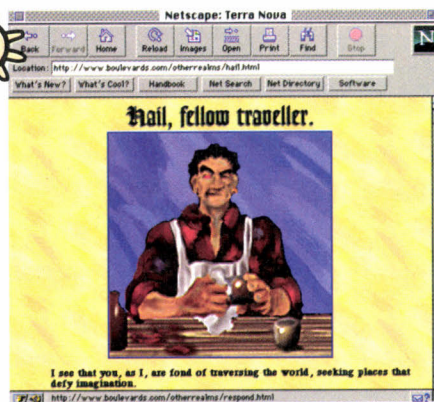 Netscape: Terra Nova
Back Forward Home Reload Images Open Print Find Stop
N
Location: http://www.boulevards.com/otherrealms/hail.html
What's New? What's Cool? Handbook Net Search Net Directory Software
Hail, fellow traveller.
I see that you, as I, are fond of traversing the world, seeking places that
defy imagination.
http://www.boulevards.com/otherrealms/respond.html
?